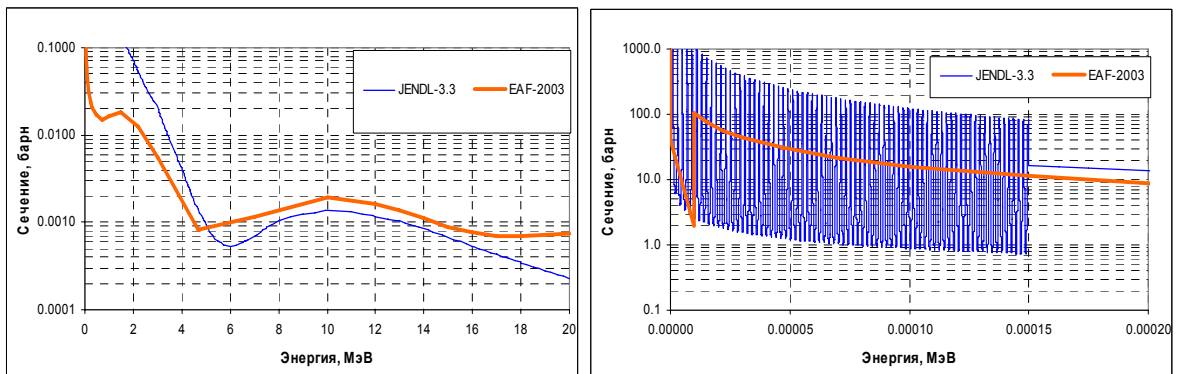 0.1000
0.0100
0.0010
0.0001
Сечение, барн
JENDL-3.3
EAF-2003
0 2 4 6 8 10 12 14 16 18 20
Энергия, МэВ
1000.0
100.0
10.0
1.0
0.1
Сечение, барн
JENDL-3.3 EAF-2003
0.00000 0.00005 0.00010 0.00015 0.00020
Энергия, МэВ